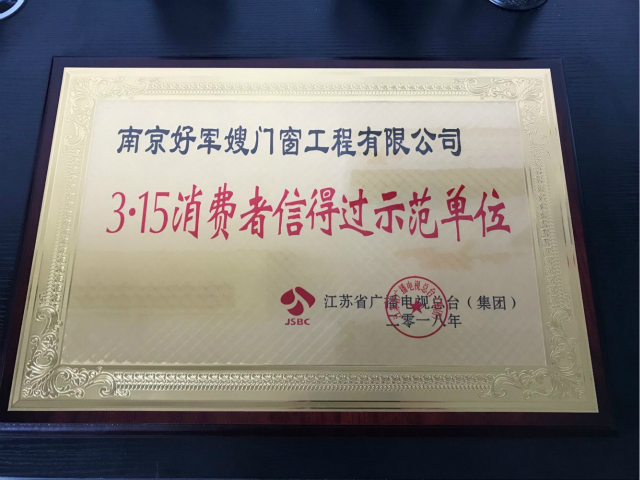 南京好军嫂门窗工程有限公司
3·15消费者信得过示范单位
JSBC
江苏省广播电视总台（集团）
二零一八年